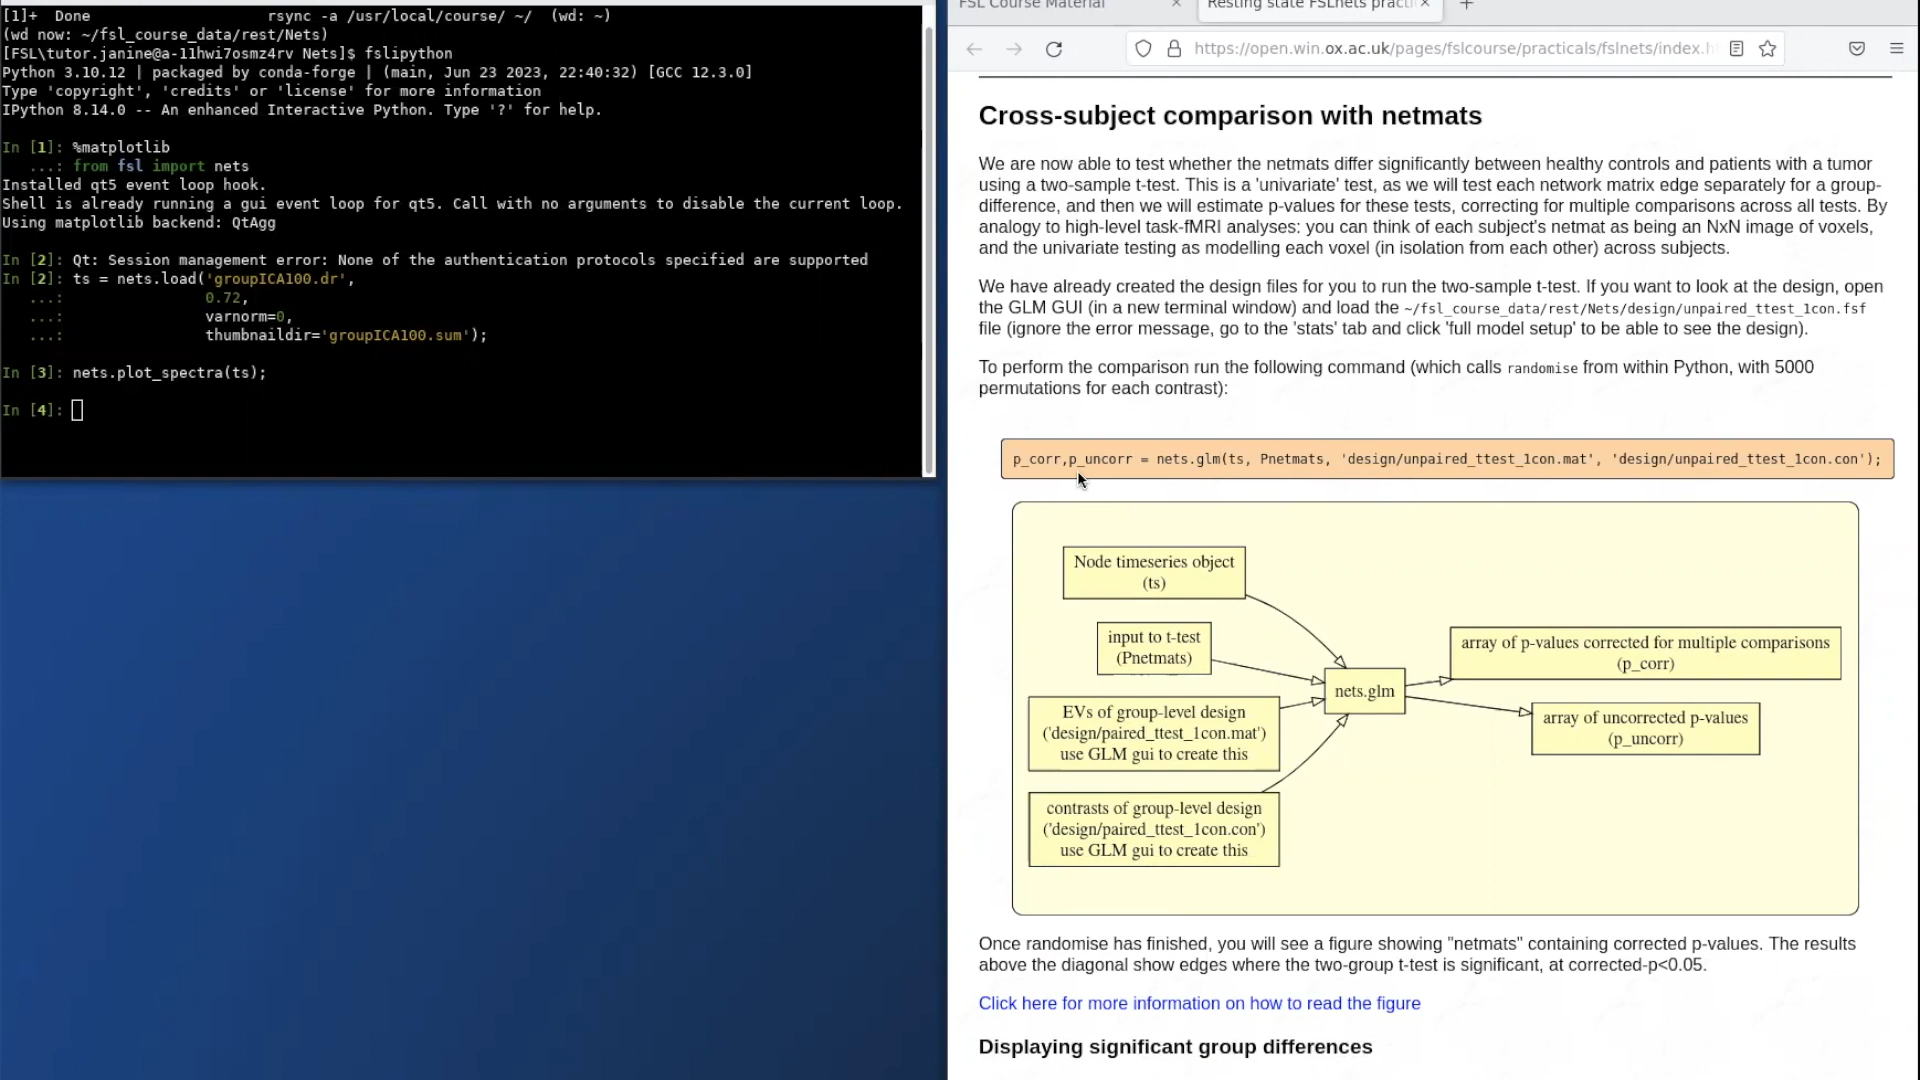 [1]+  Done                    rsync -a /usr/local/course/ ~/  (wd: ~)
(wd now: ~/fsl_course_data/rest/Nets)
[FSL\tutor.janine@a-11hwi7osmz4rv Nets]$ fslipython
Python 3.10.12 | packaged by conda-forge | (main, Jun 23 2023, 22:40:32) [GCC 12.3.0]
Type 'copyright', 'credits' or 'license' for more information
IPython 8.14.0 -- An enhanced Interactive Python. Type '?' for help.
In [1]: %matplotlib
...: from fsl import nets
Installed qt5 event loop hook.
Shell is already running a gui event loop for qt5. Call with no arguments to disable the current loop.
Using matplotlib backend: QtAgg
In [2]: Qt: Session management error: None of the authentication protocols specified are supported
In [2]: ts = nets.load('groupICA100.dr',
...:                 0.72,
...:                 varnorm=0,
...:                 thumbnaildir='groupICA100.sum');
In [3]: nets.plot_spectra(ts);
In [4]:
FSL Course Material
Resting state FSLnets practi
https://open.win.ox.ac.uk/pages/fslcourse/practicals/fslnets/index.h
Cross-subject comparison with netmats
We are now able to test whether the netmats differ significantly between healthy controls and patients with a tumor
using a two-sample t-test. This is a 'univariate' test, as we will test each network matrix edge separately for a group-
difference, and then we will estimate p-values for these tests, correcting for multiple comparisons across all tests. By
analogy to high-level task-fMRI analyses: you can think of each subject's netmat as being an NxN image of voxels,
and the univariate testing as modelling each voxel (in isolation from each other) across subjects.
We have already created the design files for you to run the two-sample t-test. If you want to look at the design, open
the GLM GUI (in a new terminal window) and load the ~/fsl_course_data/rest/Nets/design/unpaired_ttest_1con.fsf
file (ignore the error message, go to the 'stats' tab and click 'full model setup' to be able to see the design).
To perform the comparison run the following command (which calls randomise from within Python, with 5000
permutations for each contrast):
p_corr,p_uncorr = nets.glm(ts, Pnetmats, 'design/unpaired_ttest_1con.mat', 'design/unpaired_ttest_1con.con');
Node timeseries object
(ts)
input to t-test
(Pnetmats)
EVs of group-level design
('design/paired_ttest_1con.mat')
use GLM gui to create this
contrasts of group-level design
('design/paired_ttest_1con.con')
use GLM gui to create this
nets.glm
array of p-values corrected for multiple comparisons
(p_corr)
array of uncorrected p-values
(p_uncorr)
Once randomise has finished, you will see a figure showing "netmats" containing corrected p-values. The results
above the diagonal show edges where the two-group t-test is significant, at corrected-p<0.05.
Click here for more information on how to read the figure
Displaying significant group differences